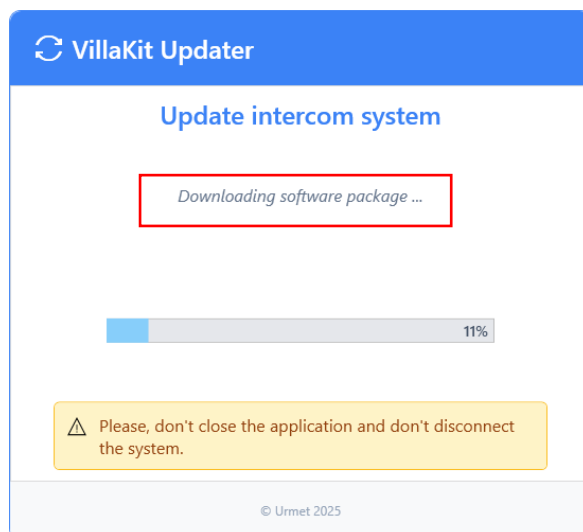 VillaKit Updater
Update intercom system
Downloading software package ...
11%
Please, don't close the application and don't disconnect
the system.
© Urmet 2025